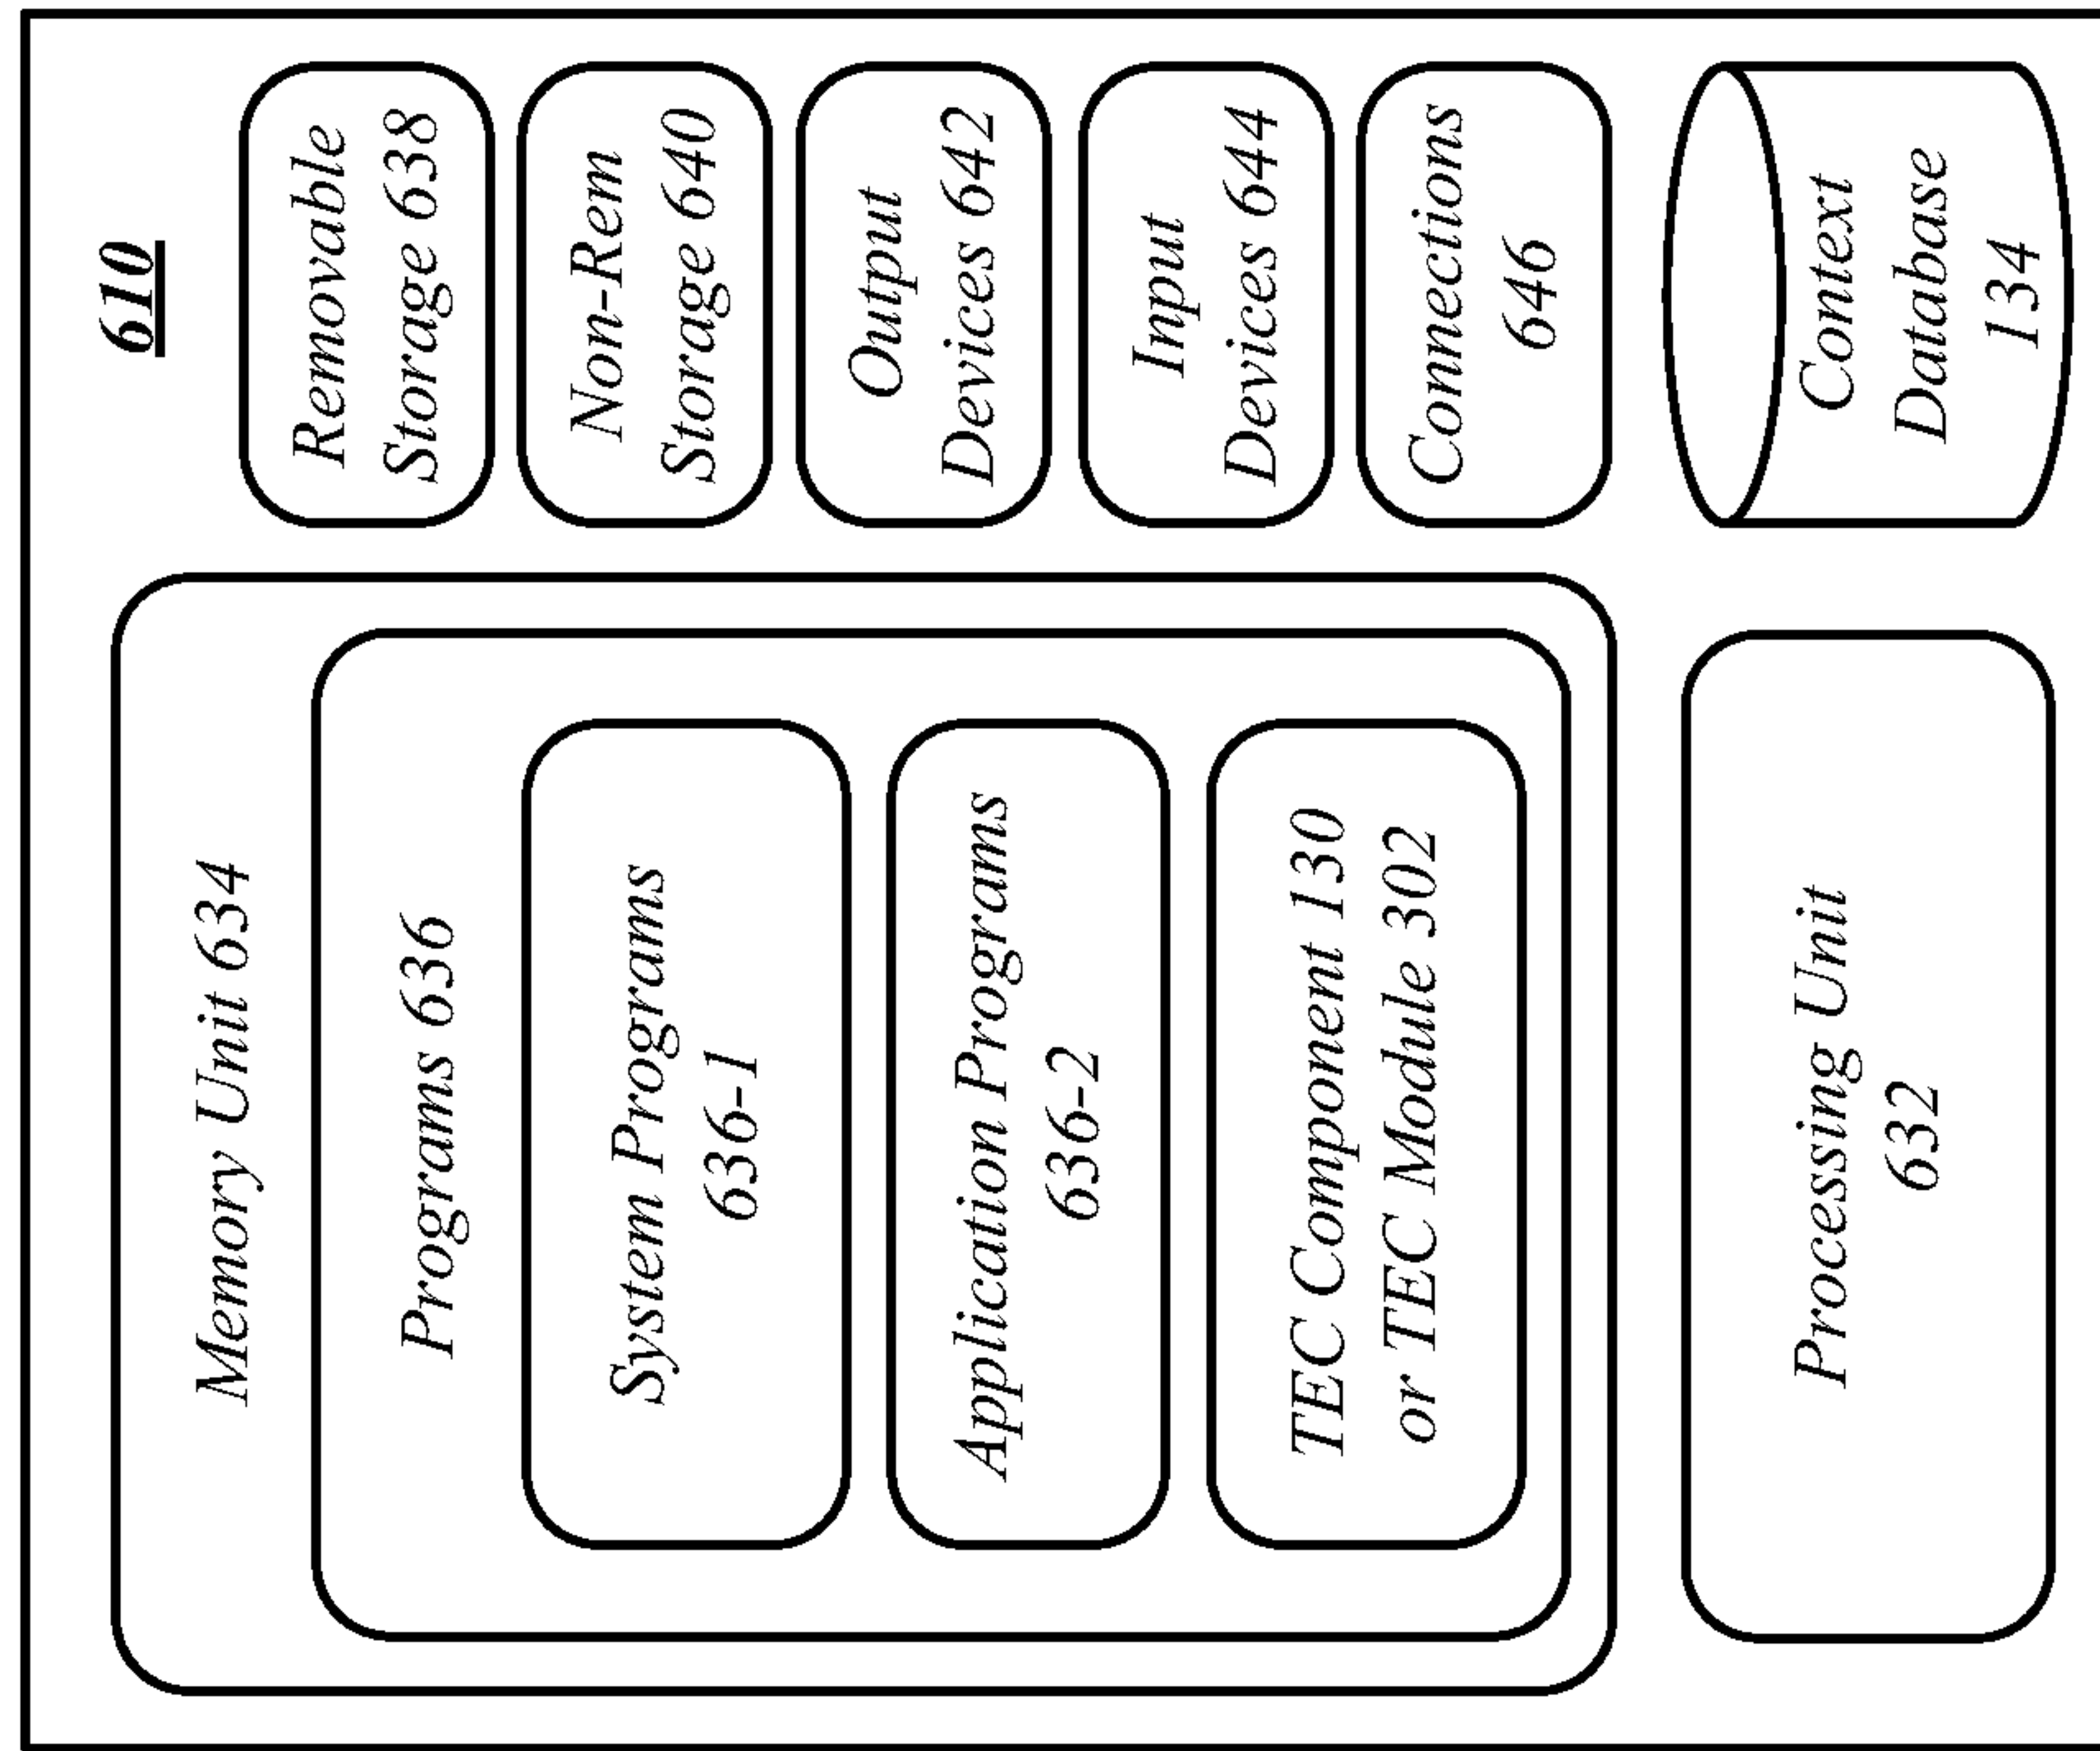 610
Memory Unit 634
Programs 636
System Programs
636-1
Application Programs
636-2
TEC Component 130
or TEC Module 302
Processing Unit
632
Removable
Storage 638
Non-Rem
Storage 640
Output
Devices 642
Input
Devices 644
Connections
646
Context
Database
134